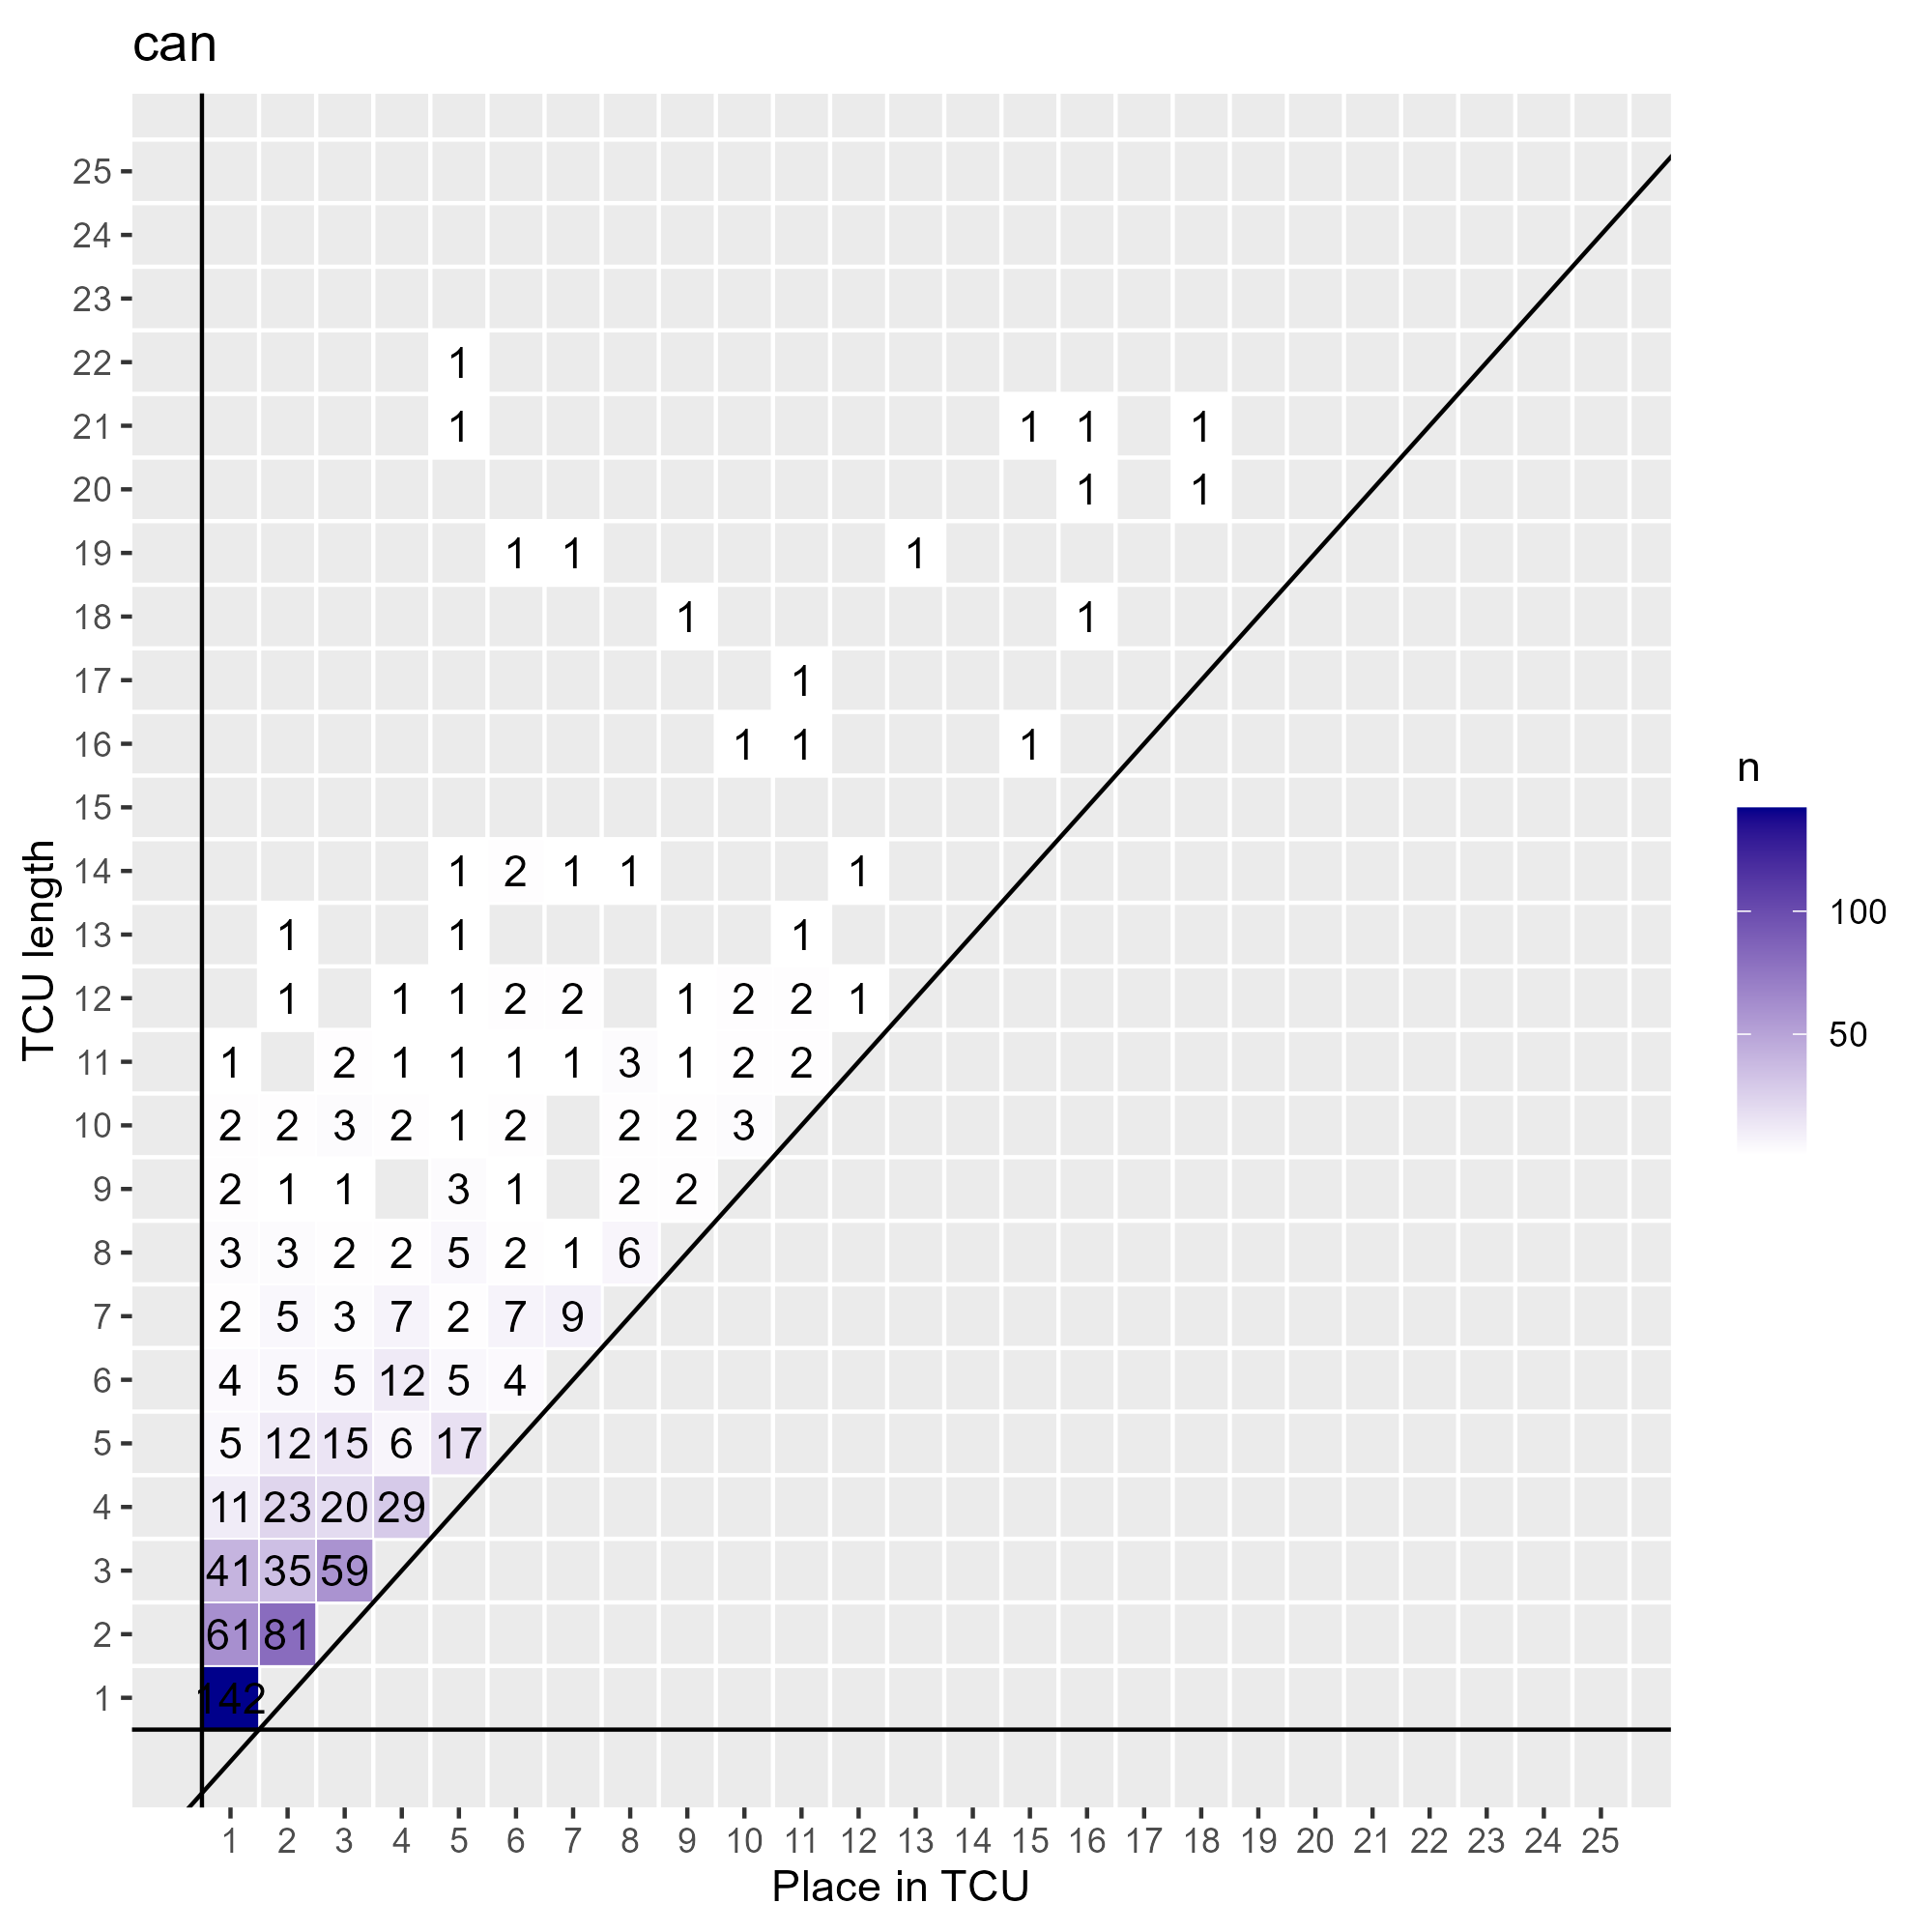 can
25
24
23
22 1
21 1 1 1 1
20 1 1
19 1 1 1
18 1 1
17 1
16 1 1 1
15
14 1 2 1 1 1
13 1 1 1
12 1 1 1 2 2 1 2 2 1
11 1 2 1 1 1 1 3 1 2 2
10 2 2 3 2 1 2 2 2 3
9 2 1 1 3 1 2 2
8 3 3 2 2 5 2 1 6
7 2 5 3 7 2 7 9
6 4 5 5 12 5 4
5 5 12 15 6 17
4 11 23 20 29
3 41 35 59
2 61 81
1 142
1 2 3 4 5 6 7 8 9 10 11 12 13 14 15 16 17 18 19 20 21 22 23 24 25
Place in TCU
TCU length
n
100
50